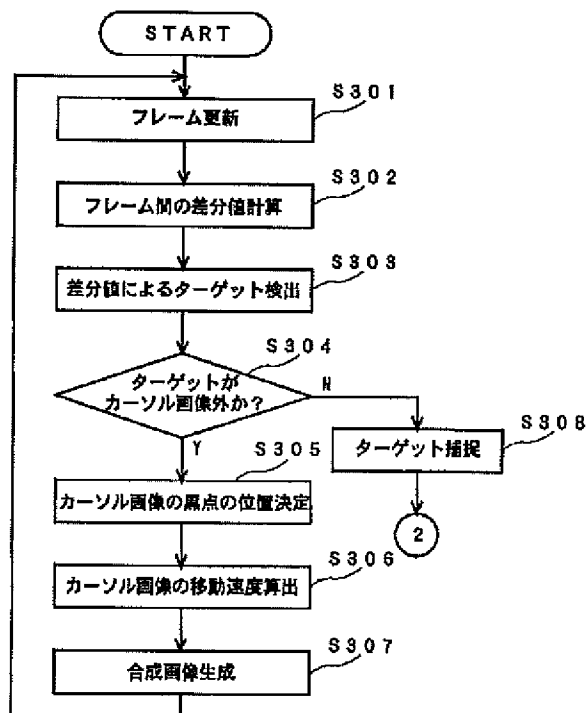 START
S301
フレーム更新
S302
フレーム間の差分値計算
S303
差分値によるターゲット検出
S304
ターゲットが
カーソル画像外か?
N
Y
S308
ターゲット捕捉
2
S305
カーソル画像の黒点の位置決定
S306
カーソル画像の移動速度算出
S307
合成画像生成